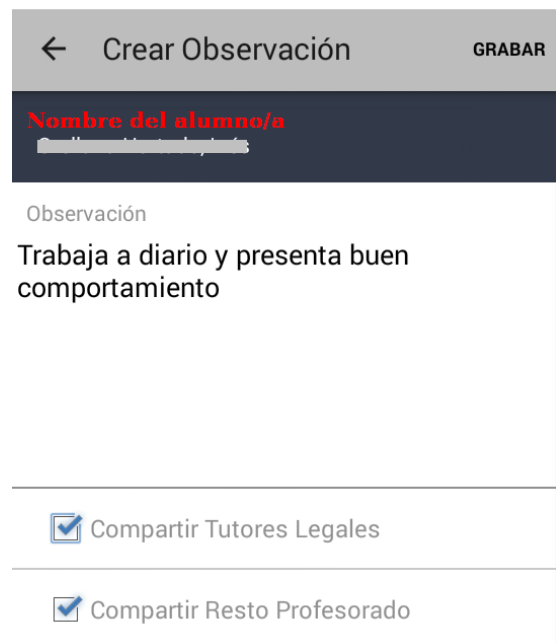 Crear Observación GRABAR
Nombre del alumno/a
Observación
Trabaja a diario y presenta buen
comportamiento
Compartir Tutores Legales
Compartir Resto Profesorado